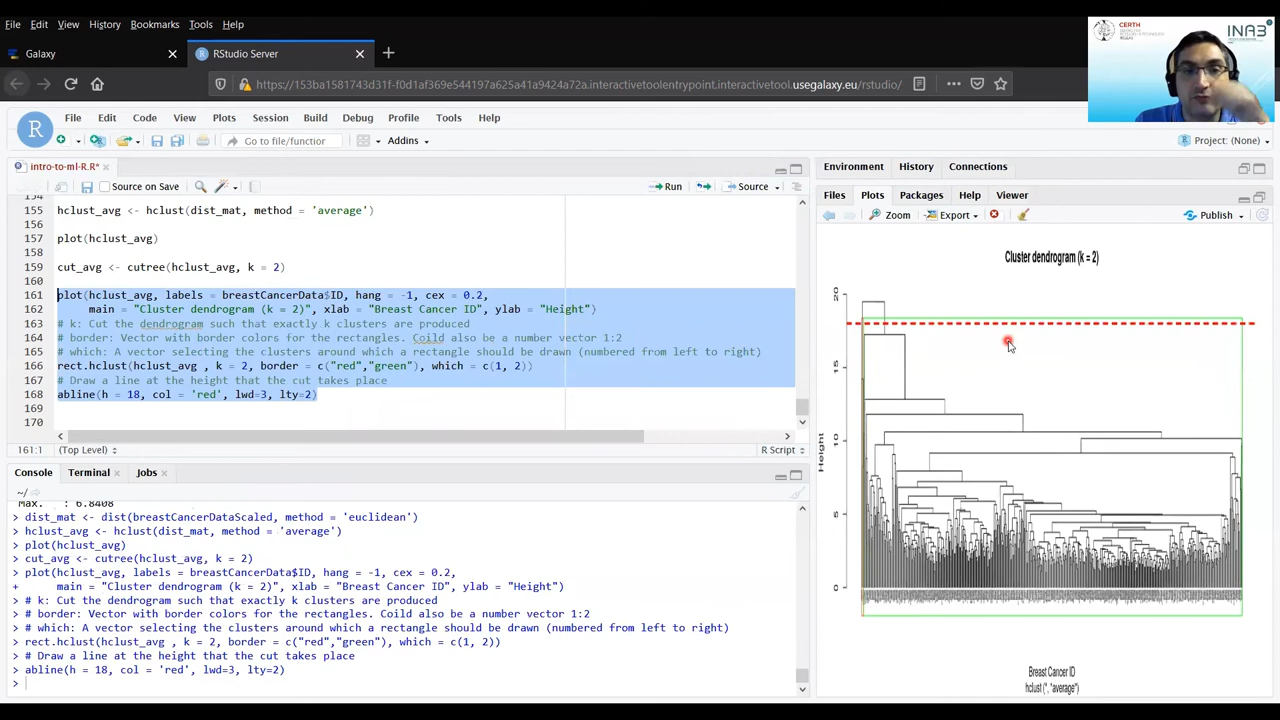 File Edit View History Bookmarks Tools Help
Galaxy
RStudio Server
https://153ba1581743d31f-f0d1af369e54544197a625a41a9424a72a.interactivetoolentrypoint.interactivetool.usegalaxy.eu/rstudio/
CERTH
INAB
File Edit Code View Plots Session Build Debug Profile Tools Help
Go to file/function
Addins
Project: (None)
intro-to-ml-R.R*
Source on Save
Run
Source
154
155 hclust_avg <- hclust(dist_mat, method = 'average')
156
157 plot(hclust_avg)
158
159 cut_avg <- cutree(hclust_avg, k = 2)
160
161 plot(hclust_avg, labels = breastCancerData$ID, hang = -1, cex = 0.2,
162 main = "Cluster dendrogram (k = 2)", xlab = "Breast Cancer ID", ylab = "Height")
163 # k: Cut the dendrogram such that exactly k clusters are produced
164 # border: Vector with border colors for the rectangles. Coild also be a number vector 1:2
165 # which: A vector selecting the clusters around which a rectangle should be drawn (numbered from left to right)
166 rect.hclust(hclust_avg , k = 2, border = c("red","green"), which = c(1, 2))
167 # Draw a line at the height that the cut takes place
168 abline(h = 18, col = 'red', lwd=3, lty=2)
169
170
161:1 (Top Level)
R Script
Console Terminal Jobs
~/
Max. : 6.8408
> dist_mat <- dist(breastCancerDataScaled, method = 'euclidean')
> hclust_avg <- hclust(dist_mat, method = 'average')
> plot(hclust_avg)
> cut_avg <- cutree(hclust_avg, k = 2)
> plot(hclust_avg, labels = breastCancerData$ID, hang = -1, cex = 0.2,
+ main = "Cluster dendrogram (k = 2)", xlab = "Breast Cancer ID", ylab = "Height")
> # k: Cut the dendrogram such that exactly k clusters are produced
> # border: Vector with border colors for the rectangles. Coild also be a number vector 1:2
> # which: A vector selecting the clusters around which a rectangle should be drawn (numbered from left to right)
> rect.hclust(hclust_avg , k = 2, border = c("red","green"), which = c(1, 2))
> # Draw a line at the height that the cut takes place
> abline(h = 18, col = 'red', lwd=3, lty=2)
>
Environment History Connections
Files Plots Packages Help Viewer
Zoom Export Publish
Cluster dendrogram (k = 2)
20
15
10
5
0
Height
Breast Cancer ID
hclust (*, "average")